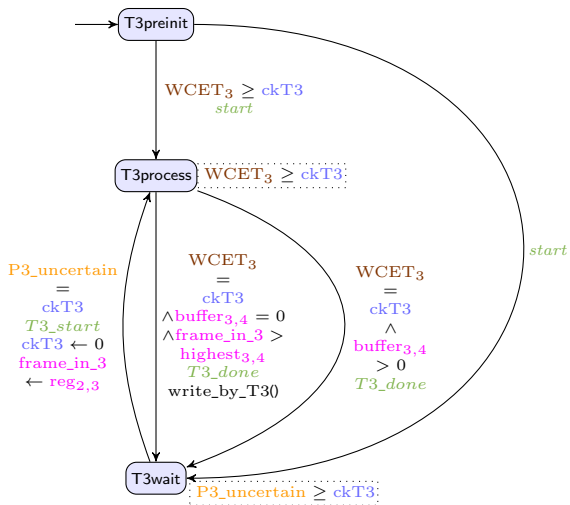 T3preinit
WCET₃ ≥ ckT3
start
T3process
WCET₃ ≥ ckT3
start
P3_uncertain
=
ckT3
T3_start
ckT3 ← 0
frame_in_3
← reg₂,₃
WCET₃
=
ckT3
∧buffer₃,₄ = 0
∧frame_in_3 >
highest₃,₄
T3_done
write_by_T3()
WCET₃
=
ckT3
∧
buffer₃,₄
> 0
T3_done
T3wait
P3_uncertain ≥ ckT3